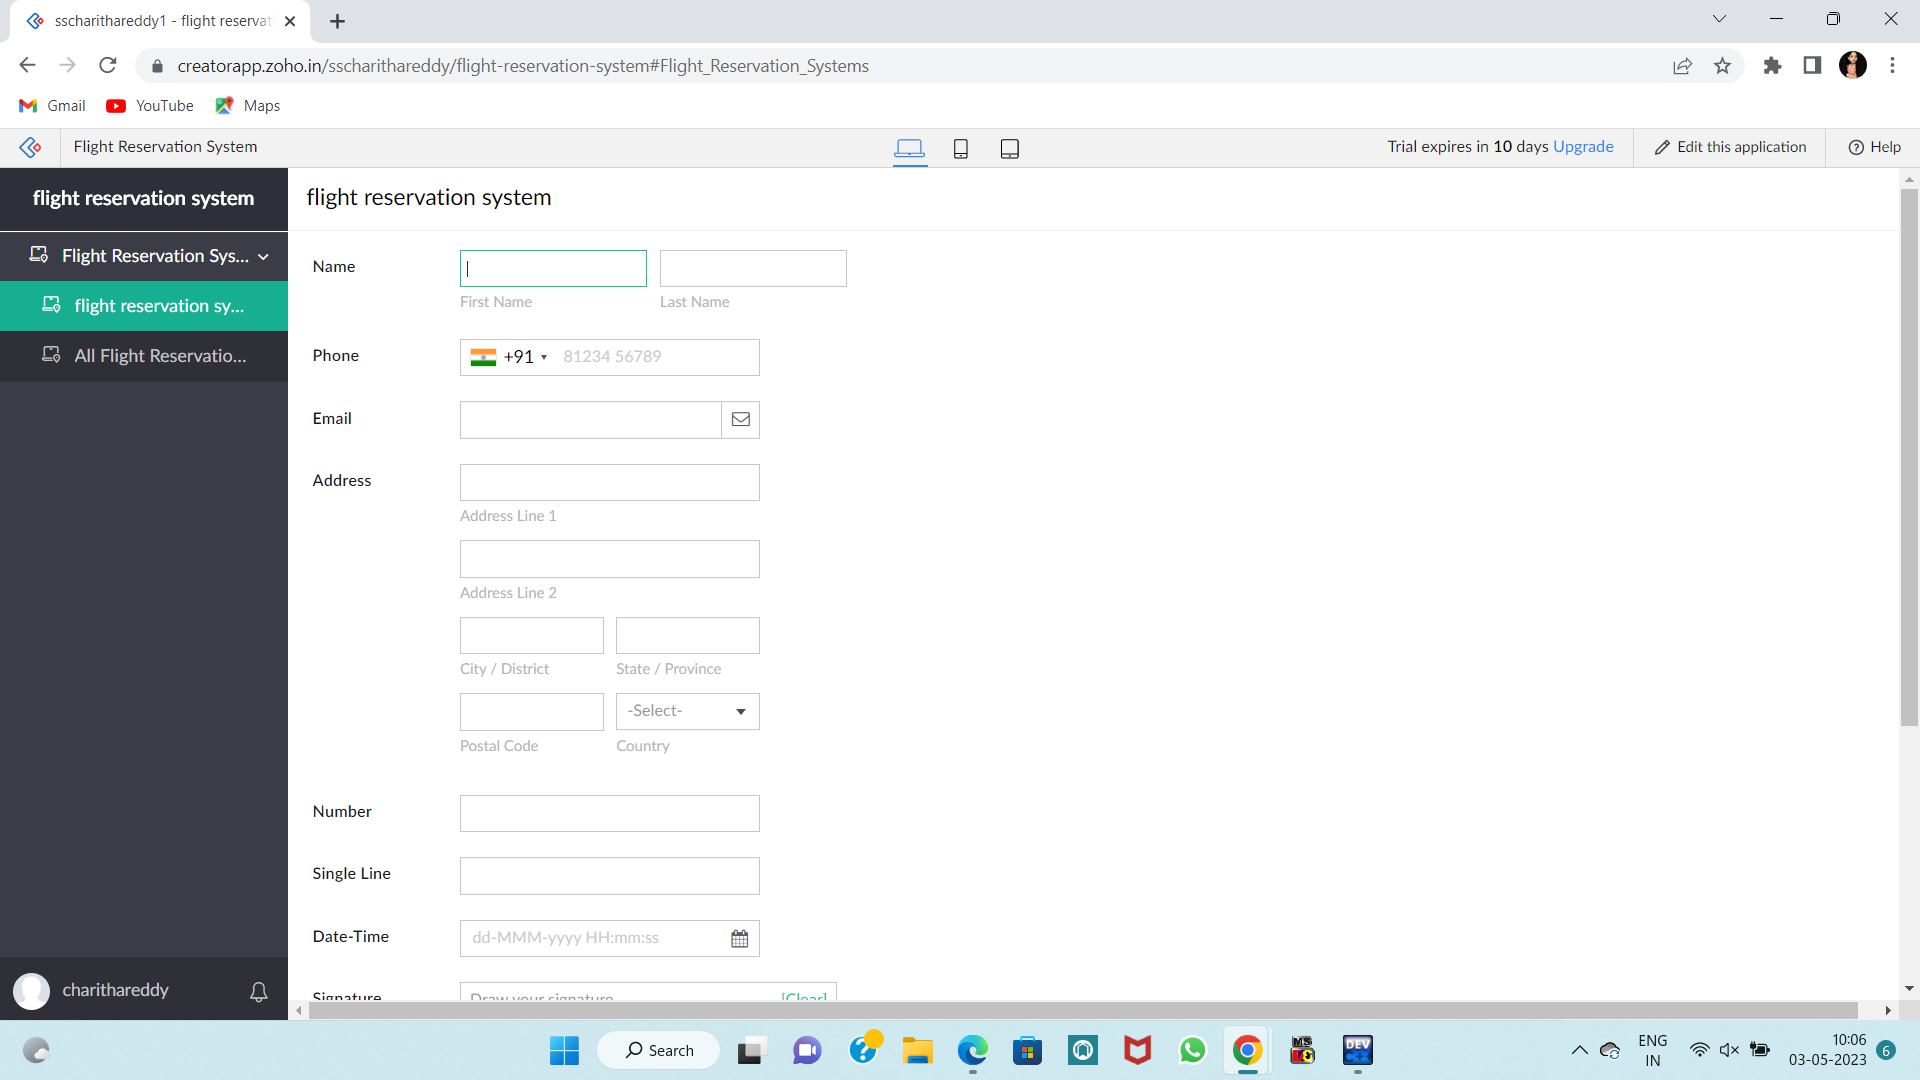 sscharithareddy1 - flight reservat
creatorapp.zoho.in/sscharithareddy/flight-reservation-system#Flight_Reservation_Systems
Gmail YouTube Maps
Flight Reservation System
Trial expires in 10 days Upgrade
Edit this application
Help
flight reservation system
Flight Reservation Sys...
flight reservation sy...
All Flight Reservatio...
charithareddy
flight reservation system
Name
First Name Last Name
Phone +91 81234 56789
Email
Address
Address Line 1
Address Line 2
City / District State / Province
-Select-
Postal Code Country
Number
Single Line
Date-Time dd-MMM-yyyy HH:mm:ss
Signature Draw your signature [Clear]
Search
MS
DEV
C++
ENG
IN
10:06
03-05-2023
6